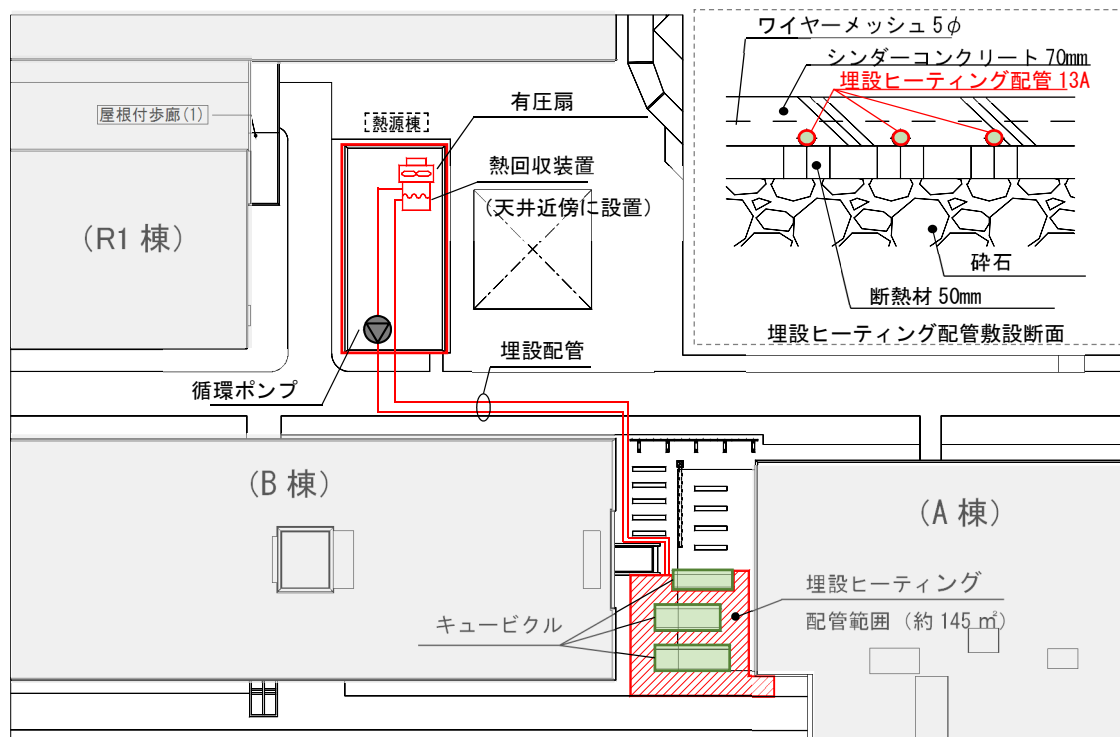 ワイヤーメッシュ 5φ
シンダーコンクリート 70mm
埋設ヒーティング配管 13A
砕石
断熱材 50mm
埋設ヒーティング配管敷設断面
屋根付歩廊(1)
熱源棟
有圧扇
熱回収装置
(天井近傍に設置)
(R1 棟)
埋設配管
循環ポンプ
(B 棟)
(A 棟)
キュービクル
埋設ヒーティング
配管範囲 (約 145 ㎡)